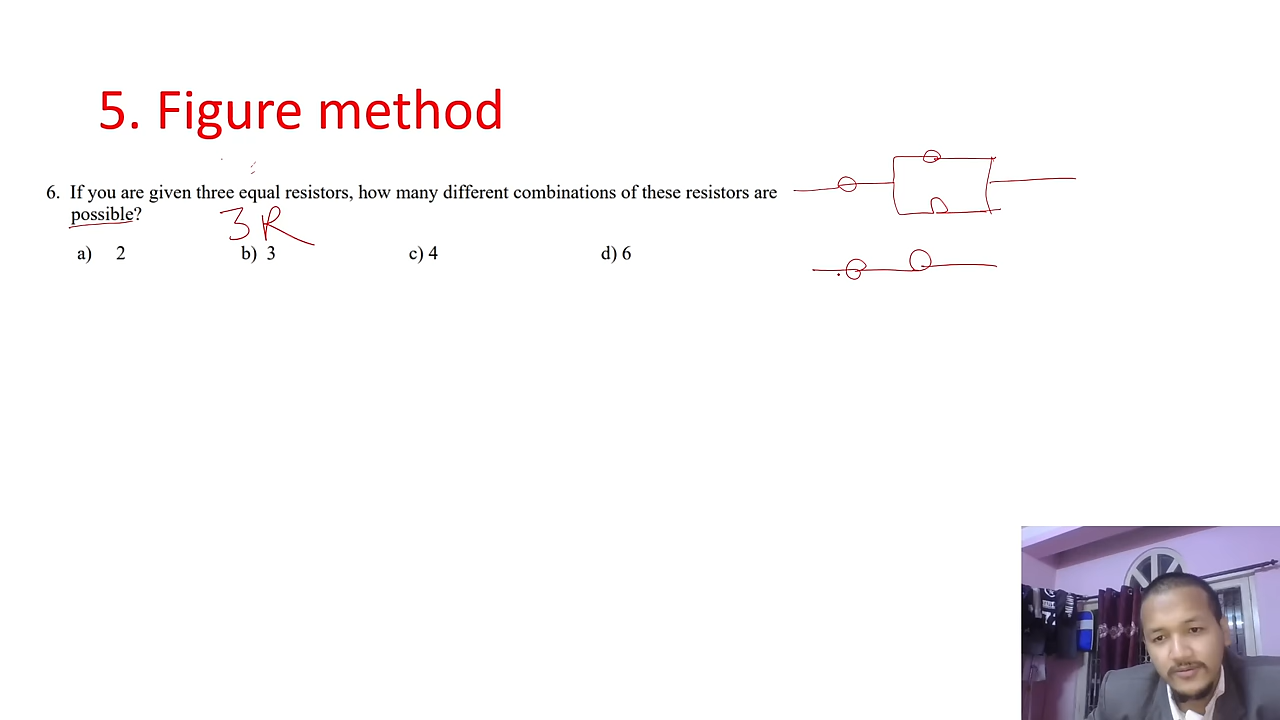 5. Figure method
6. If you are given three equal resistors, how many different combinations of these resistors are
possible?
3R
a) 2 b) 3 c) 4 d) 6